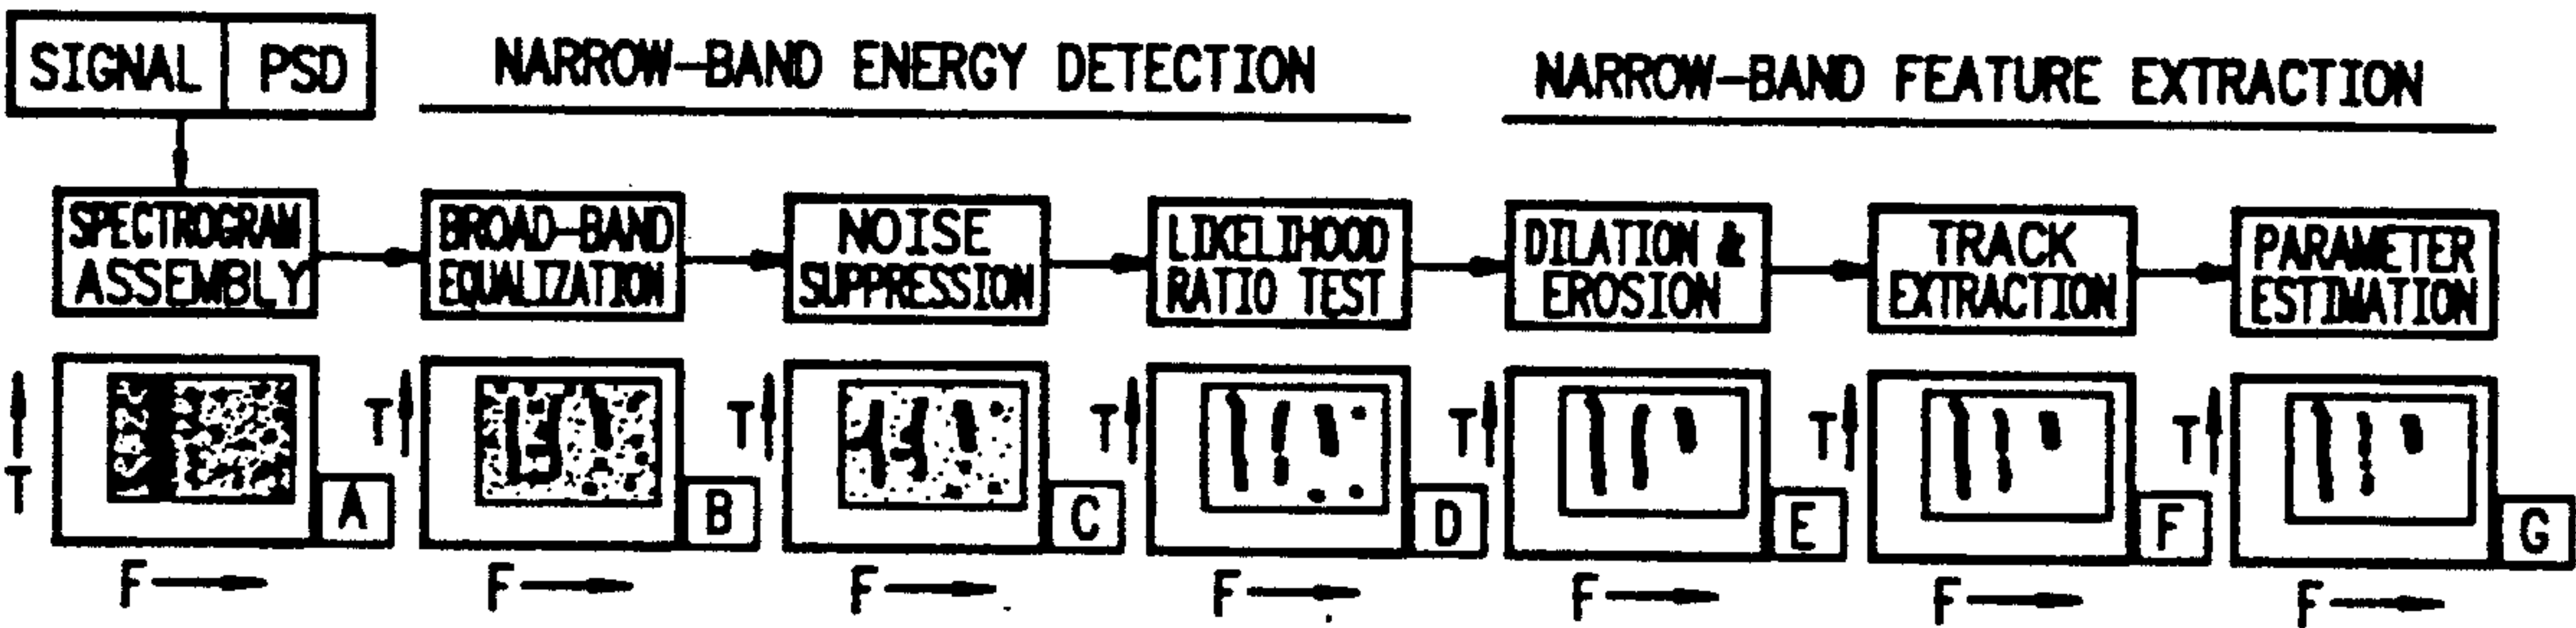 SIGNAL PSD
NARROW-BAND ENERGY DETECTION
NARROW-BAND FEATURE EXTRACTION
SPECTROGRAM
ASSEMBLY
BROAD-BAND
EQUALIZATION
NOISE
SUPPRESSION
LIKELIHOOD
RATIO TEST
DILATION &
EROSION
TRACK
EXTRACTION
PARAMETER
ESTIMATION
T
A
F
T
B
F
T
C
F
T
D
F
T
E
F
T
F
F
T
G
F